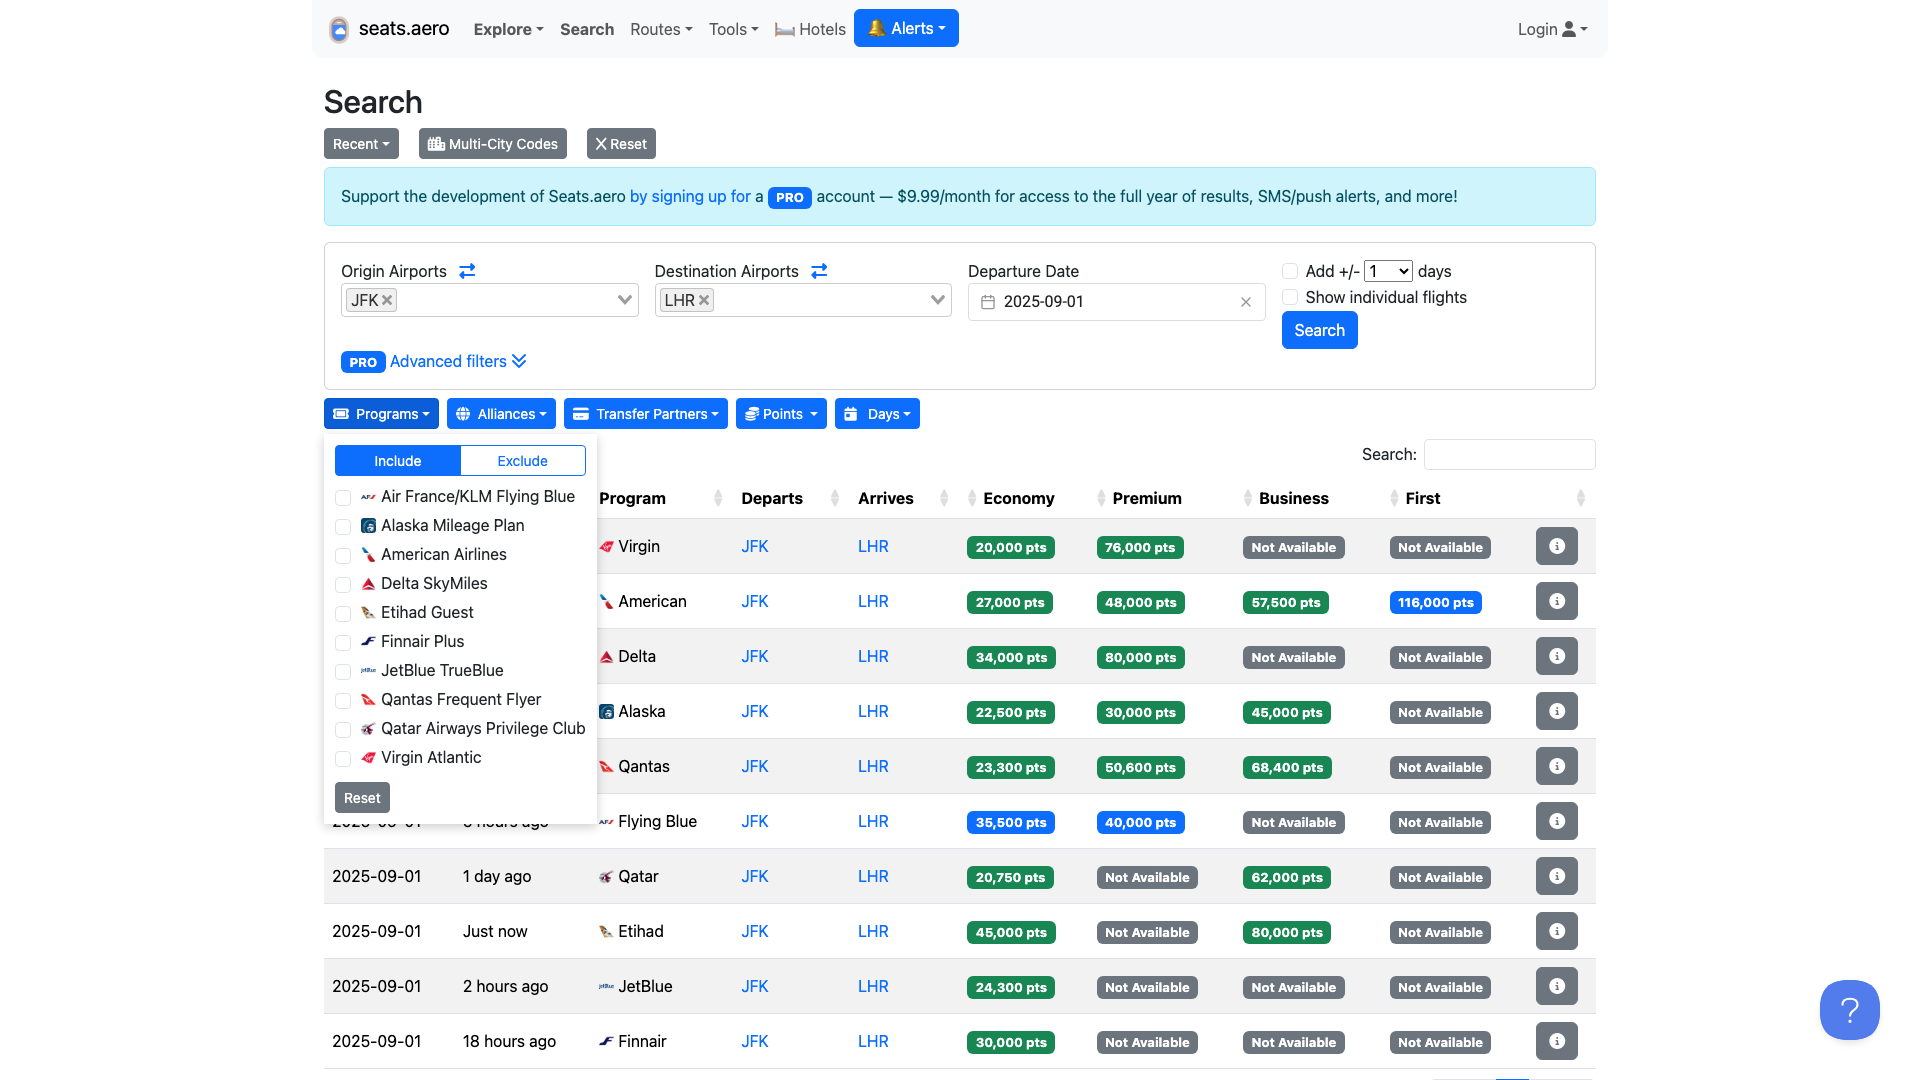 seats.aero Explore Search Routes Tools Hotels Alerts Login
Search
Recent Multi-City Codes Reset
Support the development of Seats.aero by signing up for a PRO account — $9.99/month for access to the full year of results, SMS/push alerts, and more!
Origin Airports Destination Airports Departure Date Add +/- 1 days
JFK LHR 2025-09-01 Show individual flights
Search
PRO Advanced filters
Programs Alliances Transfer Partners Points Days
Include Exclude
Air France/KLM Flying Blue
Alaska Mileage Plan
American Airlines
Delta SkyMiles
Etihad Guest
Finnair Plus
JetBlue TrueBlue
Qantas Frequent Flyer
Qatar Airways Privilege Club
Virgin Atlantic
Reset
Search:
Program Departs Arrives Economy Premium Business First
Virgin JFK LHR 20,000 pts 76,000 pts Not Available Not Available
American JFK LHR 27,000 pts 48,000 pts 57,500 pts 116,000 pts
Delta JFK LHR 34,000 pts 80,000 pts Not Available Not Available
Alaska JFK LHR 22,500 pts 30,000 pts 45,000 pts Not Available
Qantas JFK LHR 23,300 pts 50,600 pts 68,400 pts Not Available
Flying Blue JFK LHR 35,500 pts 40,000 pts Not Available Not Available
2025-09-01 1 day ago Qatar JFK LHR 20,750 pts Not Available 62,000 pts Not Available
2025-09-01 Just now Etihad JFK LHR 45,000 pts Not Available 80,000 pts Not Available
2025-09-01 2 hours ago JetBlue JFK LHR 24,300 pts Not Available Not Available Not Available
2025-09-01 18 hours ago Finnair JFK LHR 30,000 pts Not Available Not Available Not Available
?